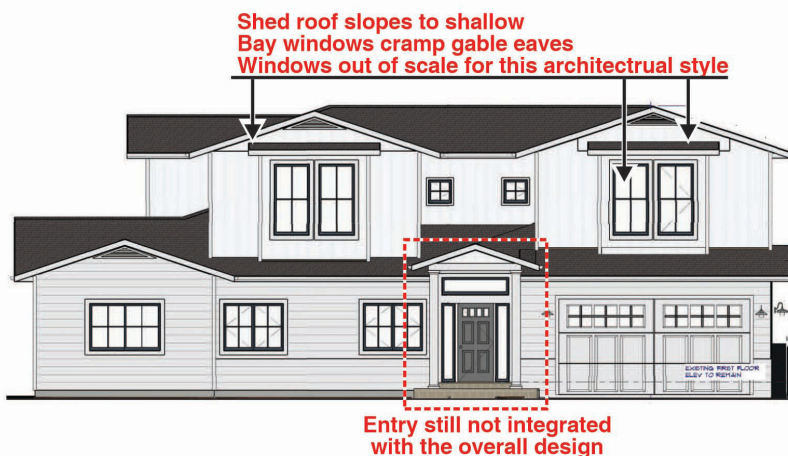 Shed roof slopes to shallow
Bay windows cramp gable eaves
Windows out of scale for this architectrual style
EXISTING FIRST FLOOR
ELEV TO REMAIN
Entry still not integrated
with the overall design